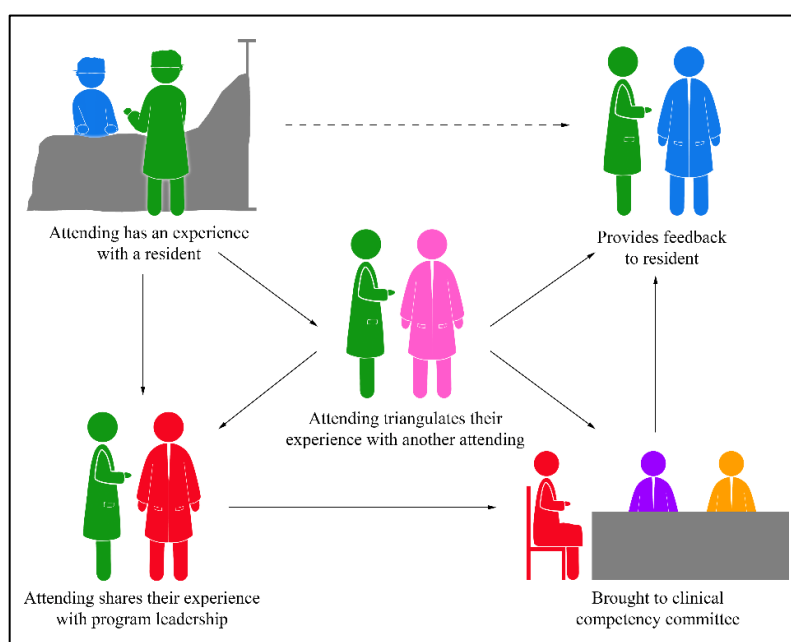 Attending has an experience
with a resident
Provides feedback
to resident
Attending triangulates their
experience with another attending
Attending shares their experience
with program leadership
Brought to clinical
competency committee